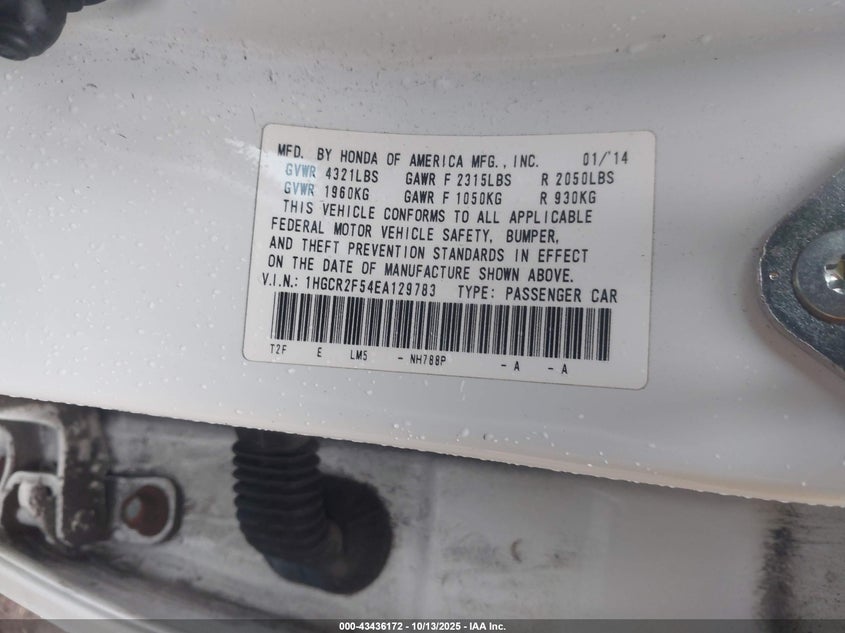 MFD. BY HONDA OF AMERICA MFG., INC. 01/'14
GVWR 4321LBS GAWR F 2315LBS R 2050LBS
GVWR 1960KG GAWR F 1050KG R 930KG
THIS VEHICLE CONFORMS TO ALL APPLICABLE
FEDERAL MOTOR VEHICLE SAFETY, BUMPER,
AND THEFT PREVENTION STANDARDS IN EFFECT
ON THE DATE OF MANUFACTURE SHOWN ABOVE.
V.I.N.: 1HGCR2F54EA129783 TYPE: PASSENGER CAR
T2F E LM5 - NH788P - A - A
000-43436172 | 10/13/2025 - IAA Inc.